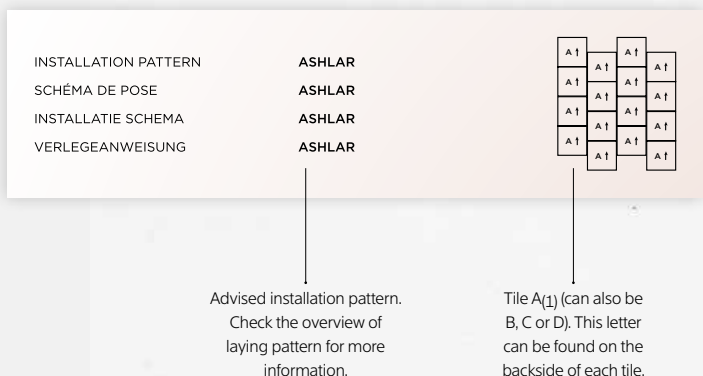 INSTALLATION PATTERN ASHLAR
SCHÉMA DE POSE ASHLAR
INSTALLATIE SCHEMA ASHLAR
VERLEGEANWEISUNG ASHLAR
A↑ A↑
A↑ A↑
A↑ A↑
A↑ A↑
A↑ A↑
A↑ A↑
A↑ A↑
A↑ A↑
Advised installation pattern.
Check the overview of
laying pattern for more
information.
Tile A(1) (can also be
B, C or D). This letter
can be found on the
backside of each tile.